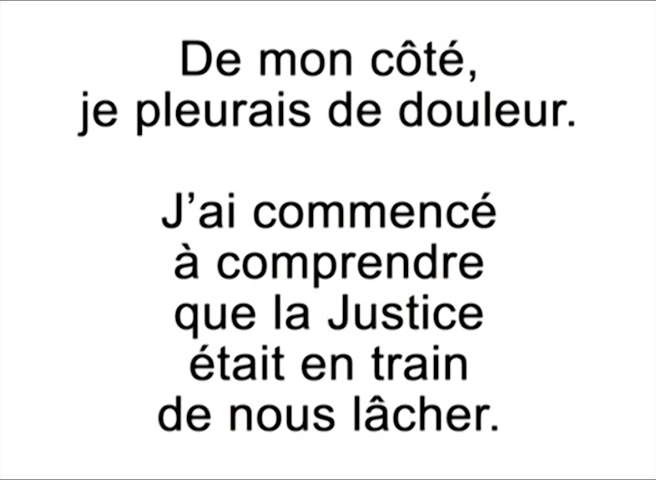 De mon côté,
je pleurais de douleur.
J’ai commencé
à comprendre
que la Justice
était en train
de nous lâcher.